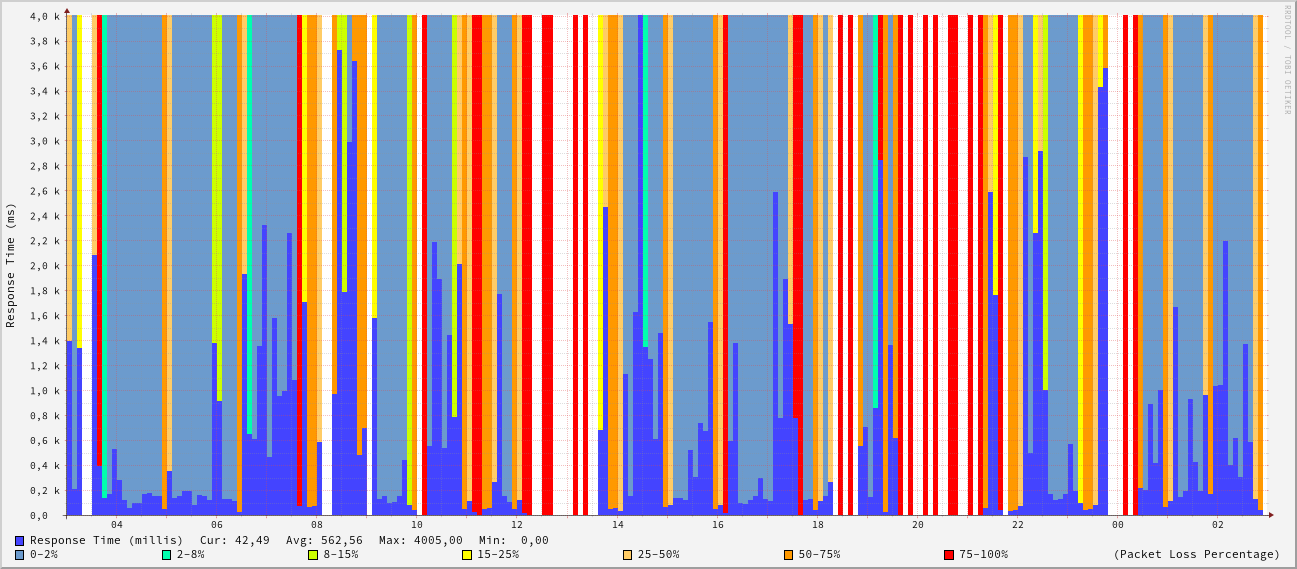 RRDTOOL / TOBI OETIKER
Response Time (ms)
4,0 k
3,8 k
3,6 k
3,4 k
3,2 k
3,0 k
2,8 k
2,6 k
2,4 k
2,2 k
2,0 k
1,8 k
1,6 k
1,4 k
1,2 k
1,0 k
0,8 k
0,6 k
0,4 k
0,2 k
0,0
04 06 08 10 12 14 16 18 20 22 00 02
Response Time (millis) Cur: 42,49 Avg: 562,56 Max: 4005,00 Min: 0,00
0-2% 2-8% 8-15% 15-25% 25-50% 50-75% 75-100% (Packet Loss Percentage)